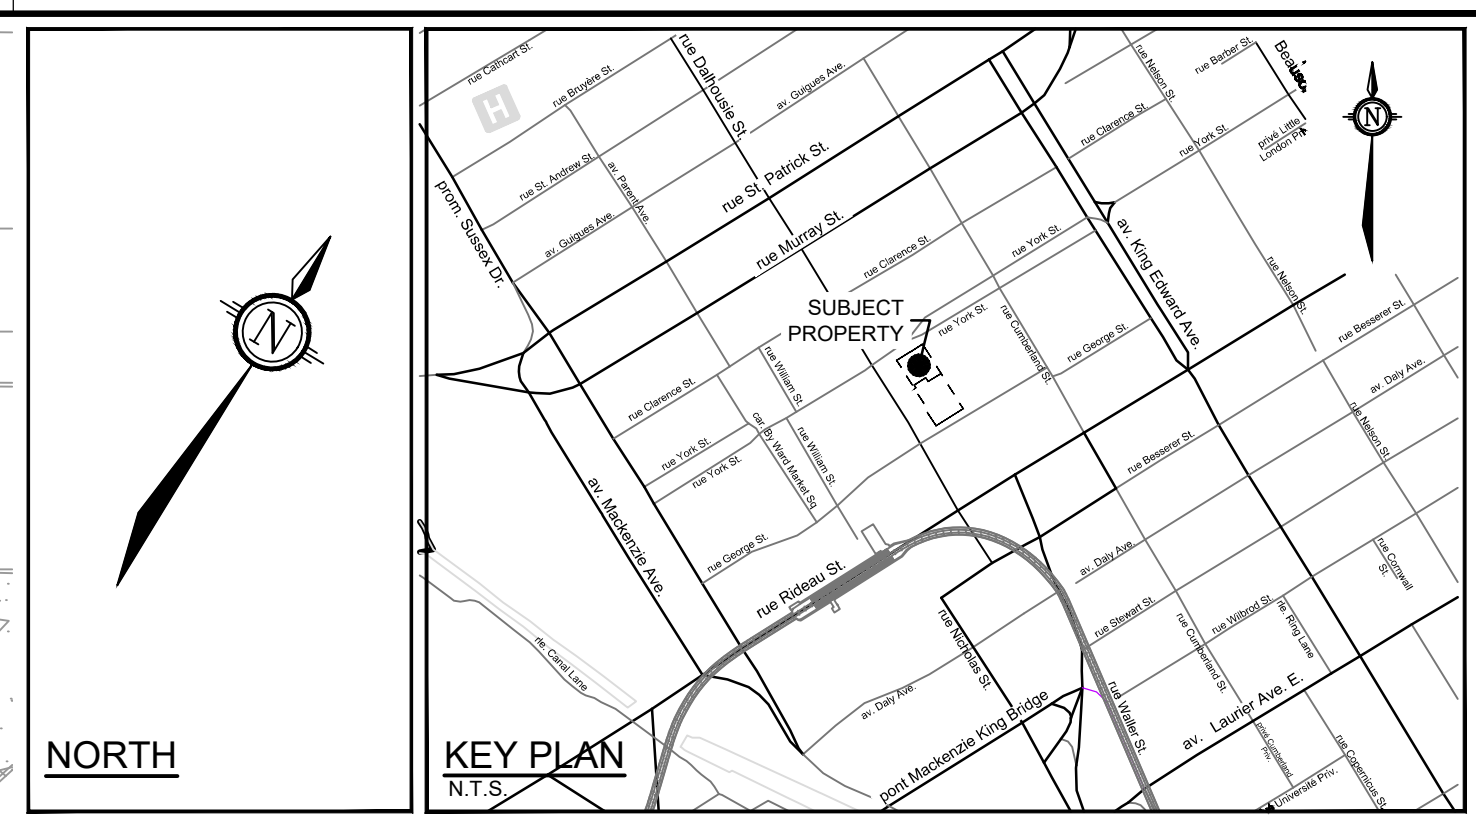 N
NORTH
rue Cathcart St.
H
rue Bruyère St.
rue Dalhousie St.
av. Guigues Ave.
rue Nelson St.
rue Barber St.
rue Clarence St.
rue York St.
privé Little
London Pr
N
rue St. Andrew St.
av. Parent Ave.
av. Guigues Ave.
prom. Sussex Dr.
rue St. Patrick St.
rue Murray St.
rue Clarence St.
rue York St.
av. King Edward Ave.
rue Nelson St.
SUBJECT
PROPERTY
rue York St.
rue Cumberland St.
rue George St.
rue Besserer St.
av. Daly Ave.
rue Nelson St.
rue William St.
rue Clarence St.
car. By Ward Market Sq
rue William St.
rue York St.
rue York St.
rue Besserer St.
av. Mackenzie Ave.
rue George St.
rue Rideau St.
av. Daly Ave.
rue Cornwall
St.
rue Stewart St.
rue Wilbrod St.
rle. Ring Lane
rue Cumberland St.
rue Nicholas St.
rle. Canal Lane
av. Daly Ave.
pont Mackenzie King Bridge
rue Waller St.
av. Laurier Ave. E.
privé Cumberland
Priv.
rue Copernicus St.
Université Priv.
KEY PLAN
N.T.S.